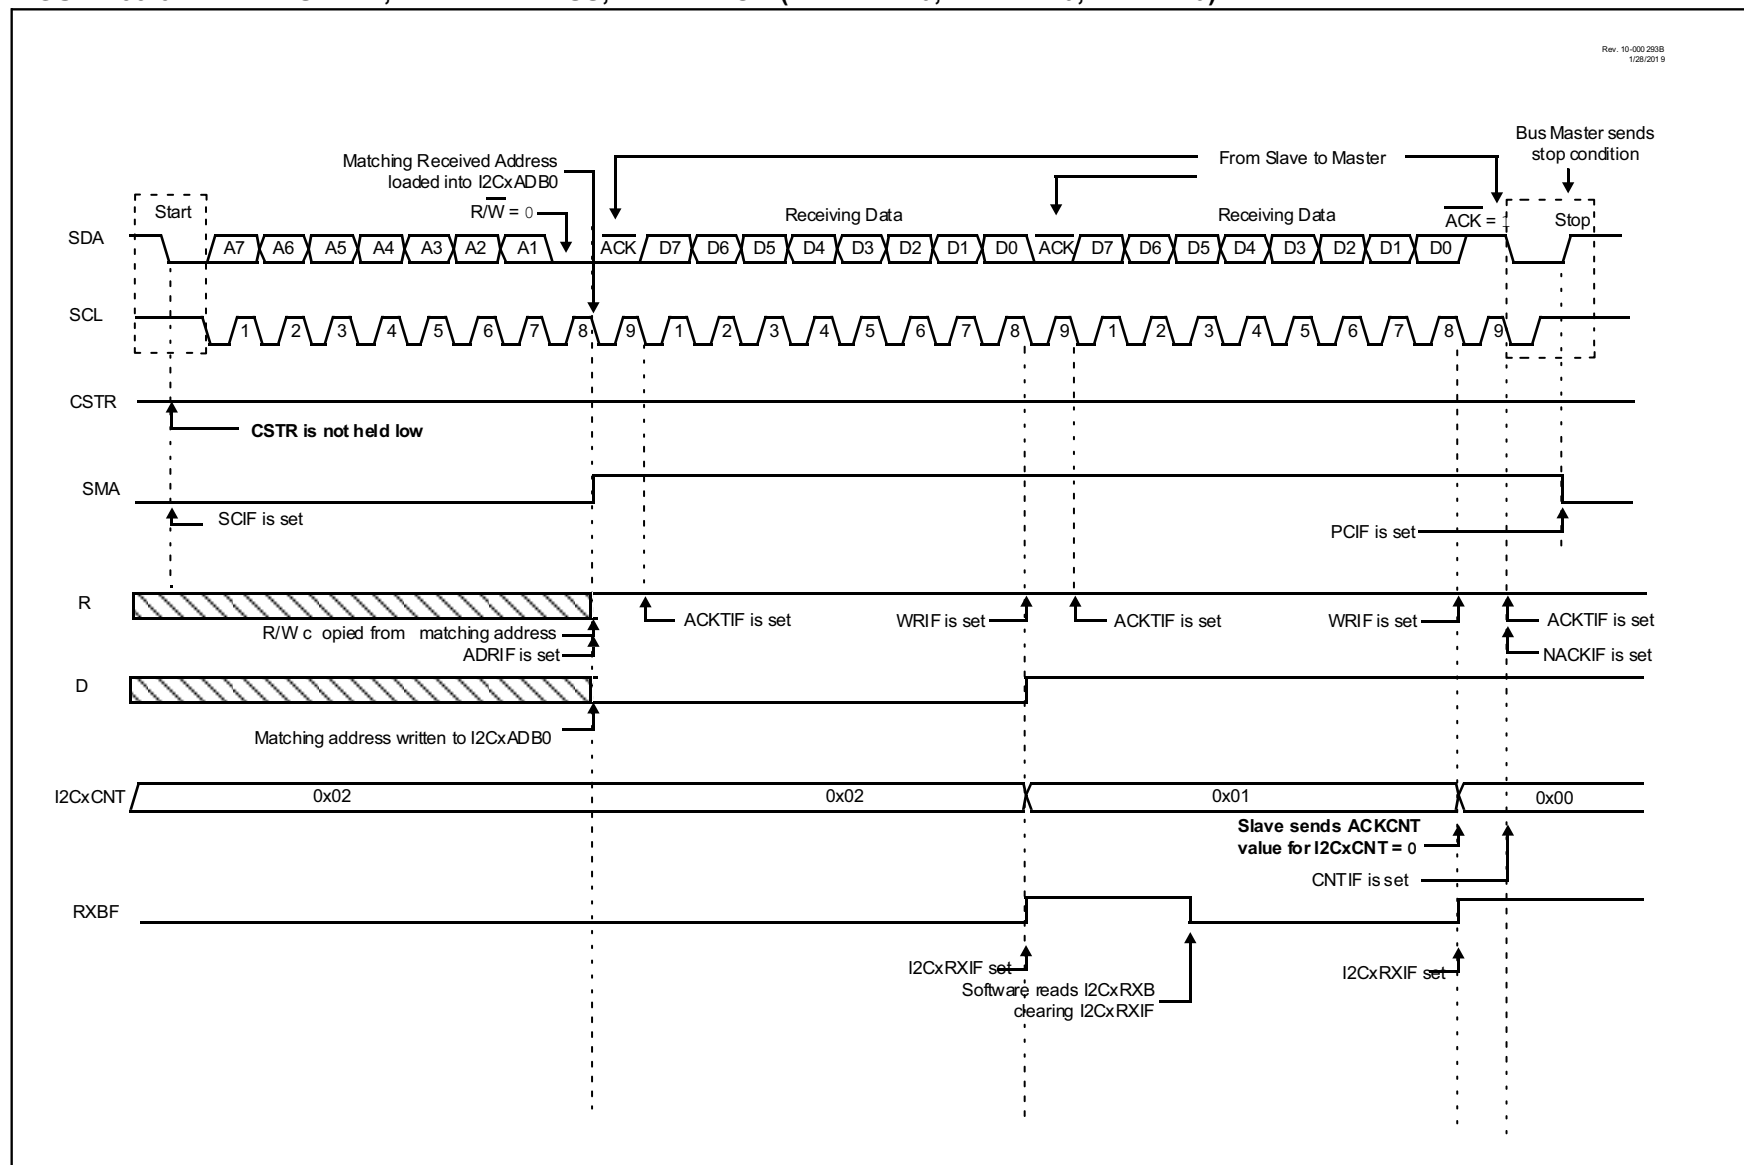 Rev. 10-000 293B
1/28/201 9
Bus Master sends
stop condition
Matching Received Address
loaded into I2CxADB0
From Slave to Master
R/W = 0
Start
Receiving Data
Receiving Data
ACK = 1
Stop
SDA
A7 A6 A5 A4 A3 A2 A1 ACK D7 D6 D5 D4 D3 D2 D1 D0 ACK D7 D6 D5 D4 D3 D2 D1 D0
SCL
1 2 3 4 5 6 7 8 9 1 2 3 4 5 6 7 8 9 1 2 3 4 5 6 7 8 9
CSTR
CSTR is not held low
SMA
SCIF is set
PCIF is set
R
ACKTIF is set
WRIF is set
ACKTIF is set
WRIF is set
ACKTIF is set
R/W c opied from matching address
ADRIF is set
NACKIF is set
D
Matching address written to I2CxADB0
I2CxCNT
0x02
0x02
0x01
0x00
Slave sends ACKCNT
value for I2CxCNT = 0
CNTIF is set
RXBF
I2CxRXIF set
I2CxRXIF set
Software reads I2CxRXB
clearing I2CxRXIF